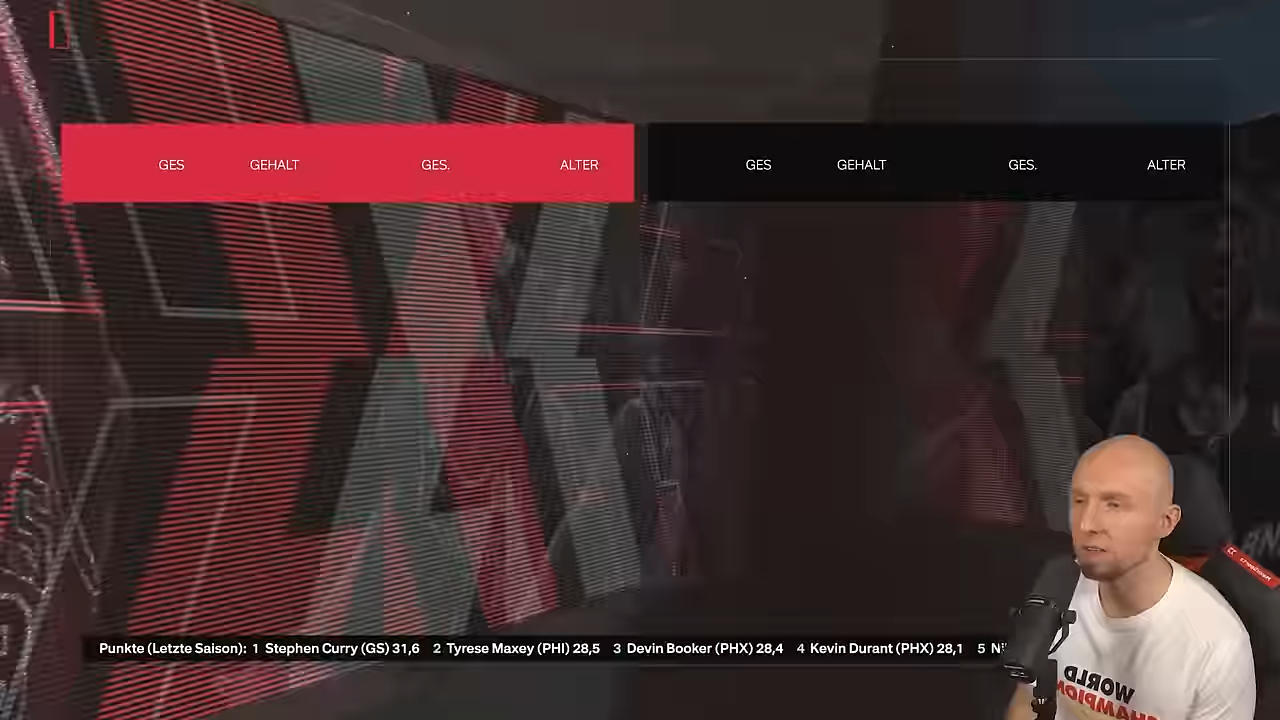 GES GEHALT GES. ALTER GES GEHALT GES. ALTER
Punkte (Letzte Saison): 1 Stephen Curry (GS) 31,6 2 Tyrese Maxey (PHI) 28,5 3 Devin Booker (PHX) 28,4 4 Kevin Durant (PHX) 28,1 5
WORLD